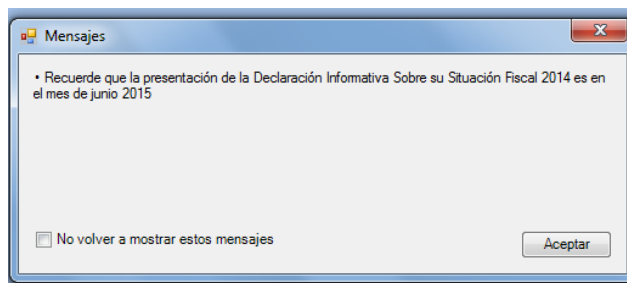 Mensajes
• Recuerde que la presentación de la Declaración Informativa Sobre su Situación Fiscal 2014 es en
el mes de junio 2015
No volver a mostrar estos mensajes
Aceptar